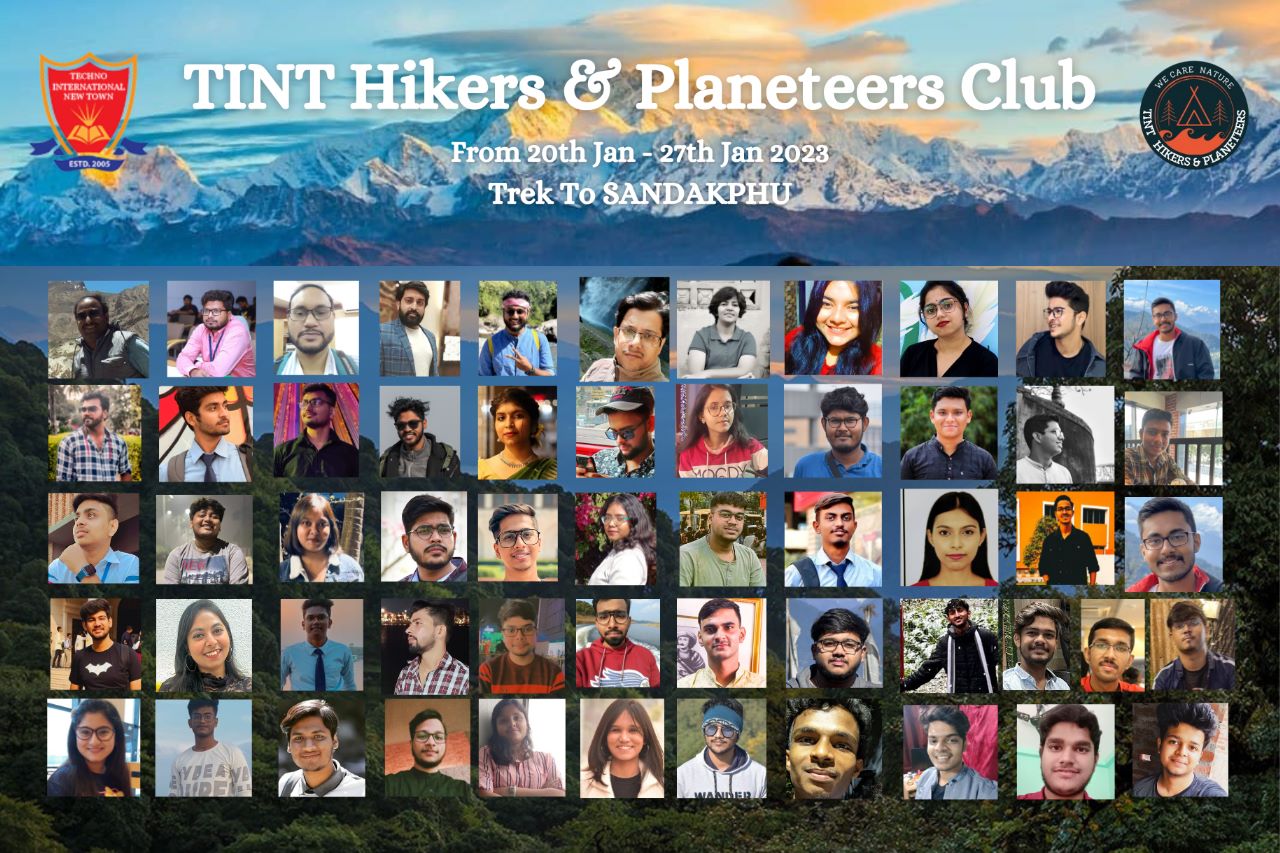 TECHNO
INTERNATIONAL
NEW TOWN
ESTD. 2005
TINT Hikers & Planeteers Club
From 20th Jan - 27th Jan 2023
Trek To SANDAKPHU
WE CARE NATURE
TINT HIKERS & PLANETEERS
WANDER